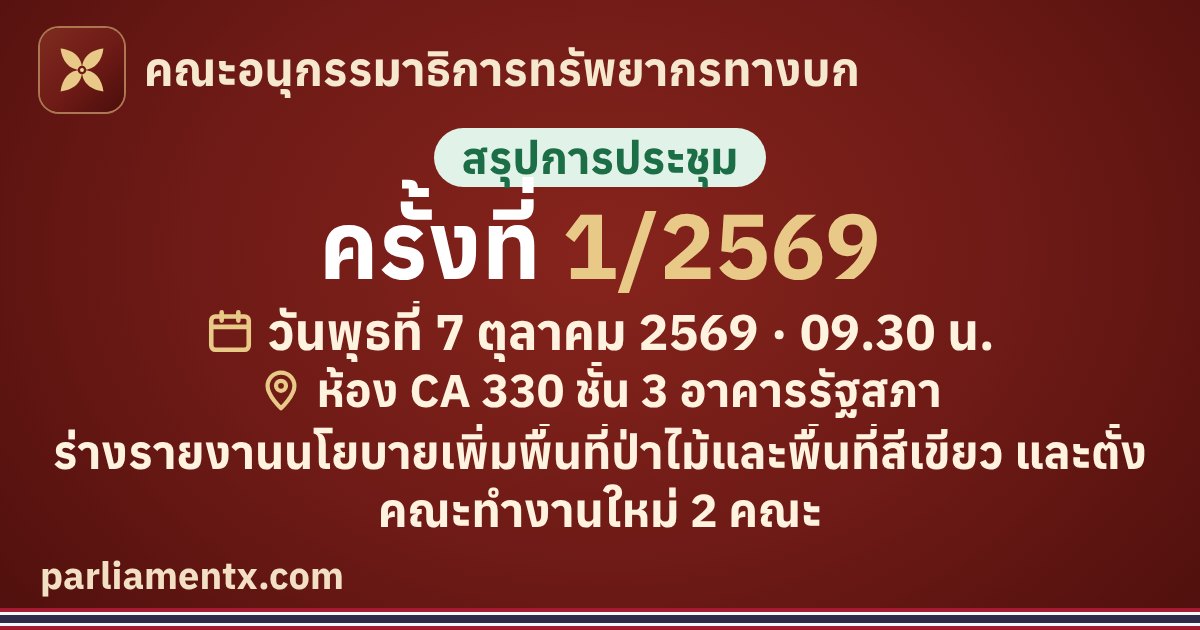 คณะอนุกรรมาธิการทรัพยากรทางบก
สรุปการประชุม
ครั้งที่ 1/2569
วันพุธที่ 7 ตุลาคม 2569 · 09.30 น.
ห้อง CA 330 ชั้น 3 อาคารรัฐสภา
ร่างรายงานนโยบายเพิ่มพื้นที่ป่าไม้และพื้นที่สีเขียว และตั้ง
คณะทำงานใหม่ 2 คณะ
parliamentx.com